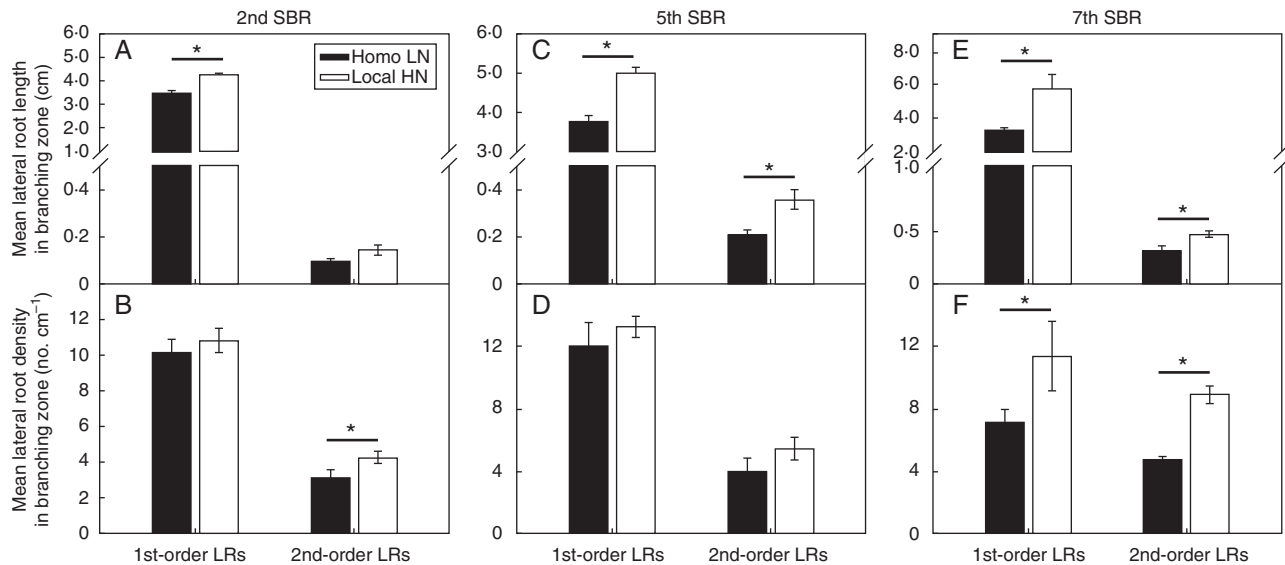 2nd SBR
5th SBR
7th SBR
Mean lateral root length
in branching zone (cm)
A
6·0
5·0
4·0
3·0
2·0
1·0
0·4
0·2
0
*
Homo LN
Local HN
C
6·0
5·0
4·0
3·0
0·4
0·2
0
*
*
E
8·0
6·0
4·0
2·0
1·0
0·5
0
*
*
Mean lateral root density
in branching zone (no. cm⁻¹)
B
12
10
8
6
4
2
0
*
D
12
8
4
0
F
12
8
4
0
*
*
1st-order LRs
2nd-order LRs
1st-order LRs
2nd-order LRs
1st-order LRs
2nd-order LRs